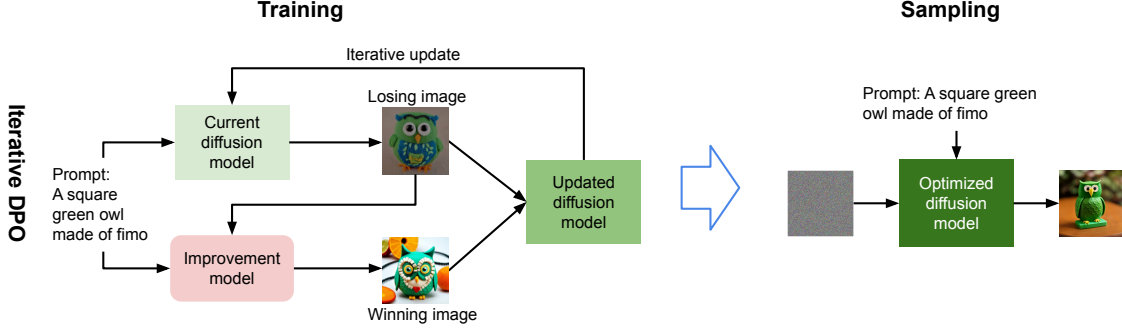 Training
Sampling
Iterative DPO
Iterative update
Losing image
Current
diffusion
model
Prompt:
A square
green owl
made of fimo
Updated
diffusion
model
Improvement
model
Winning image
Prompt: A square green
owl made of fimo
Optimized
diffusion
model